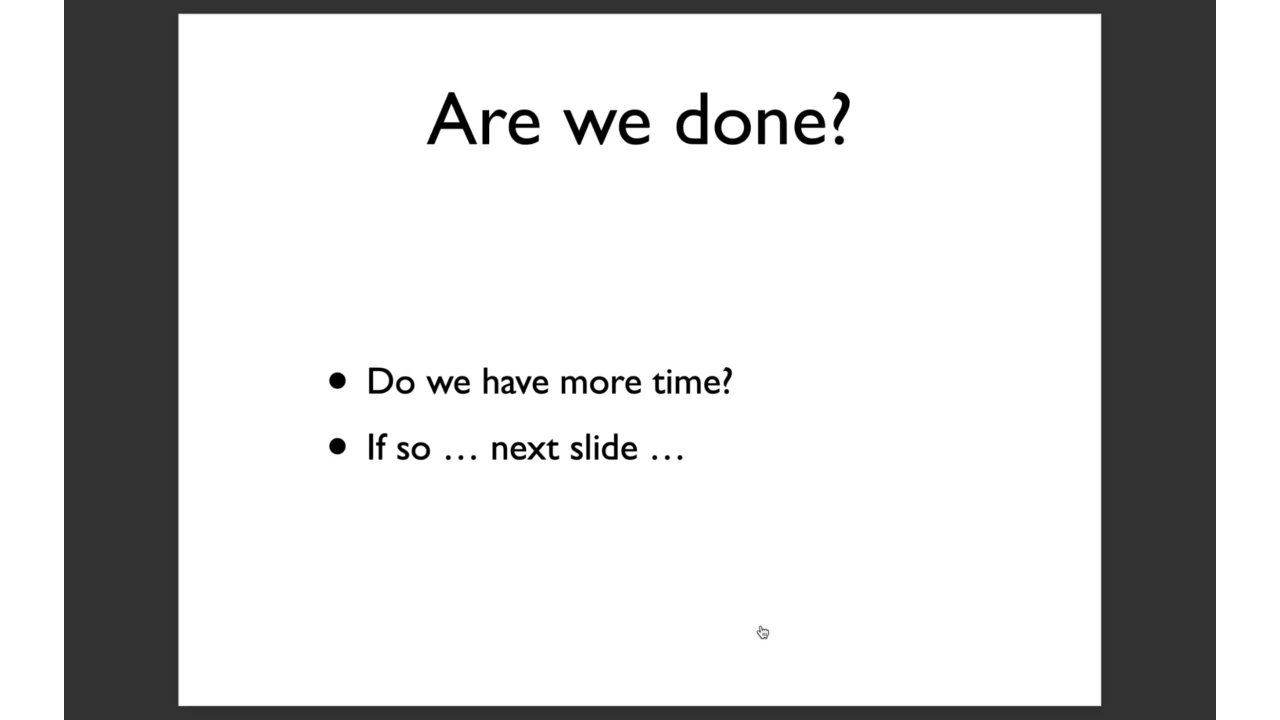 Are we done?
• Do we have more time?
• If so … next slide …